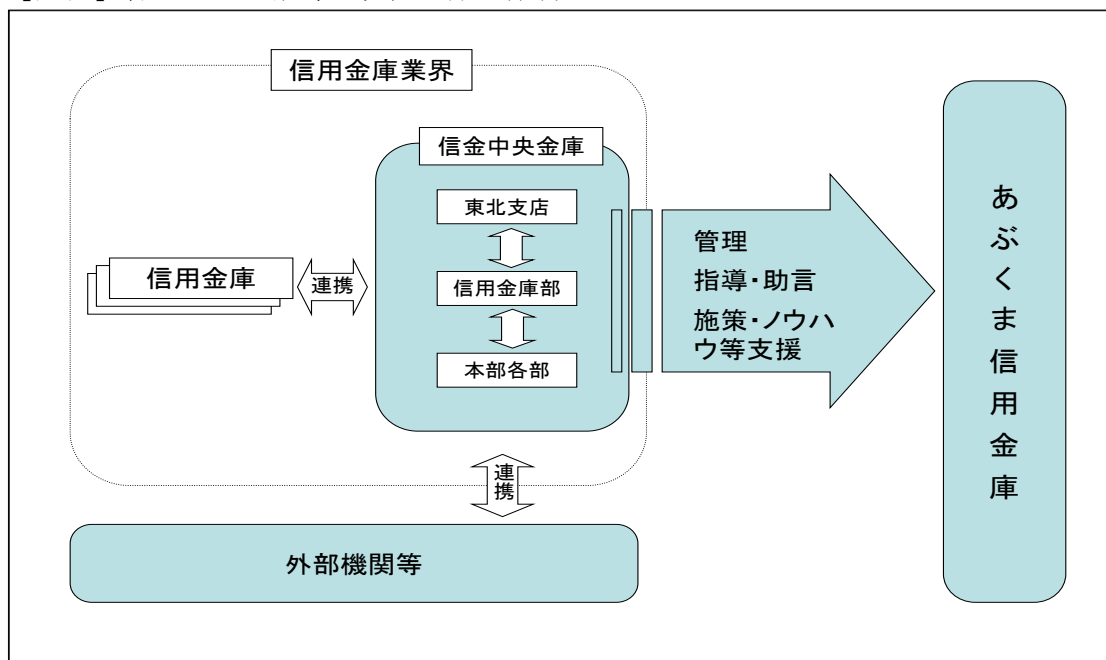 信用金庫業界
信金中央金庫
東北支店
信用金庫
連携
信用金庫部
本部各部
管理
指導・助言
施策・ノウハ
ウ等支援
あぶくま信用金庫
連携
外部機関等